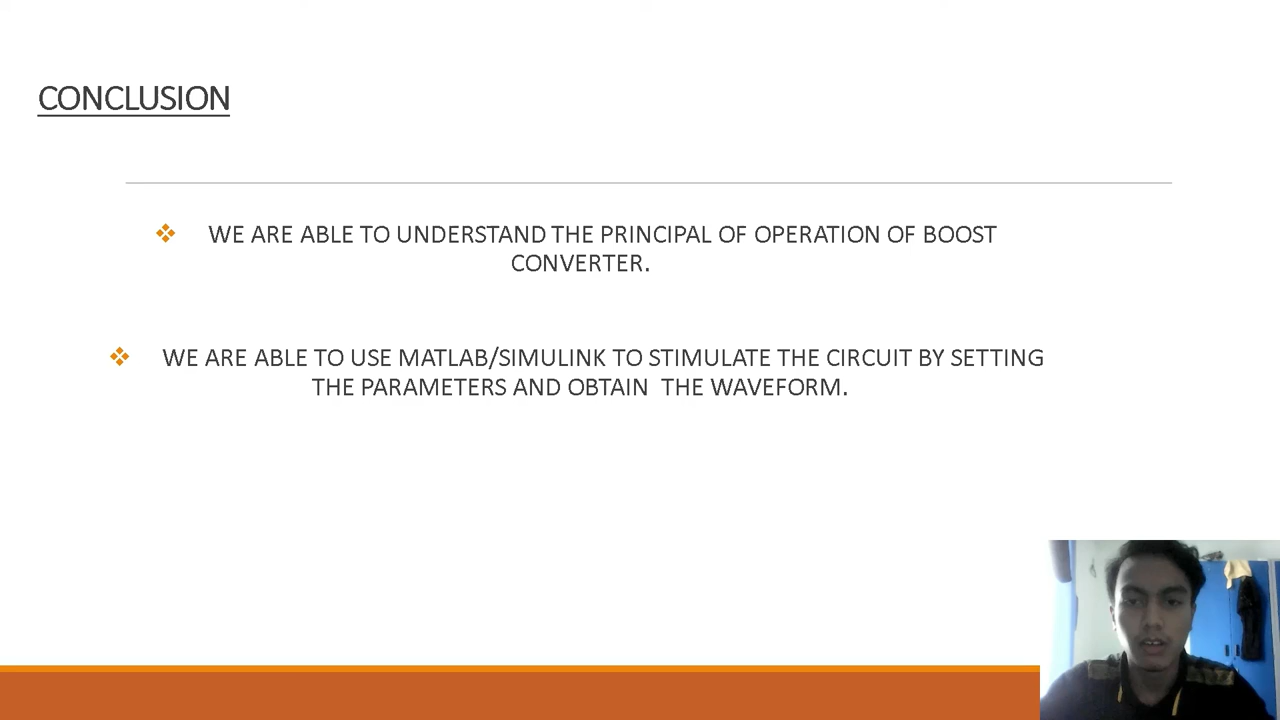 CONCLUSION
WE ARE ABLE TO UNDERSTAND THE PRINCIPAL OF OPERATION OF BOOST
CONVERTER.
WE ARE ABLE TO USE MATLAB/SIMULINK TO STIMULATE THE CIRCUIT BY SETTING
THE PARAMETERS AND OBTAIN THE WAVEFORM.